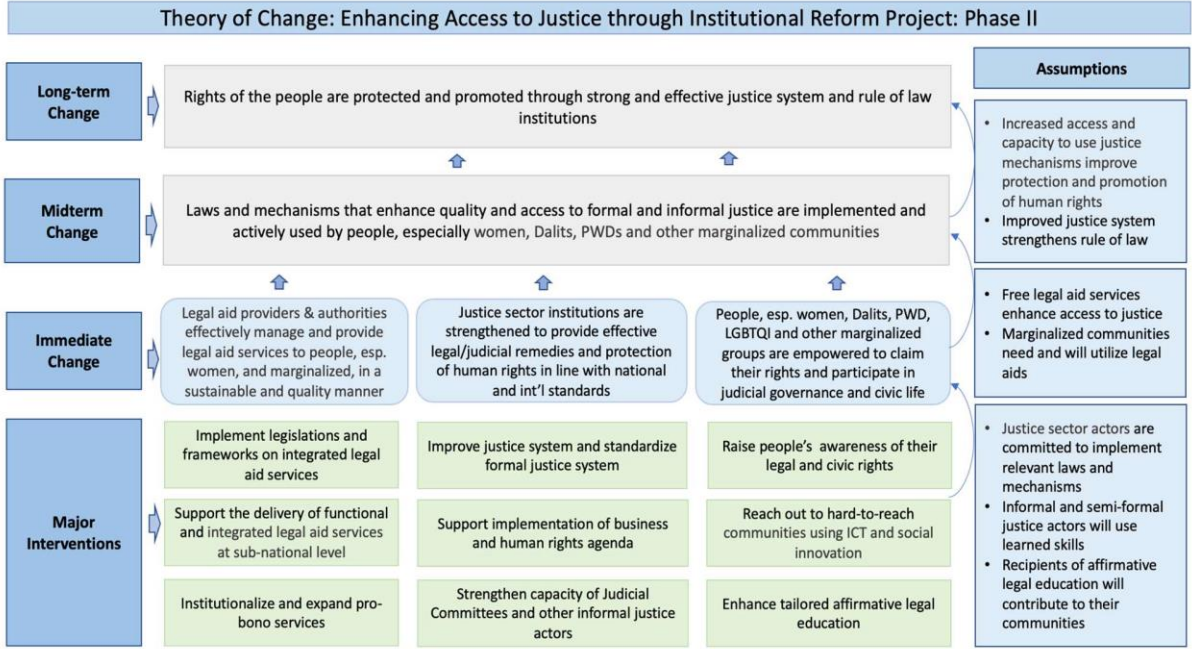 Theory of Change: Enhancing Access to Justice through Institutional Reform Project: Phase II
Long-term
Change
Rights of the people are protected and promoted through strong and effective justice system and rule of law
institutions
Midterm
Change
Laws and mechanisms that enhance quality and access to formal and informal justice are implemented and
actively used by people, especially women, Dalits, PWDs and other marginalized communities
Immediate
Change
Legal aid providers & authorities
effectively manage and provide
legal aid services to people, esp.
women, and marginalized, in a
sustainable and quality manner
Justice sector institutions are
strengthened to provide effective
legal/judicial remedies and protection
of human rights in line with national
and int'l standards
People, esp. women, Dalits, PWD,
LGBTQI and other marginalized
groups are empowered to claim
their rights and participate in
judicial governance and civic life
Major
Interventions
Implement legislations and
frameworks on integrated legal
aid services
Improve justice system and standardize
formal justice system
Raise people's awareness of their
legal and civic rights
Support the delivery of functional
and integrated legal aid services
at sub-national level
Support implementation of business
and human rights agenda
Reach out to hard-to-reach
communities using ICT and social
innovation
Institutionalize and expand pro-
bono services
Strengthen capacity of Judicial
Committees and other informal justice
actors
Enhance tailored affirmative legal
education
Assumptions
• Increased access and
capacity to use justice
mechanisms improve
protection and promotion
of human rights
• Improved justice system
strengthens rule of law
• Free legal aid services
enhance access to justice
• Marginalized communities
need and will utilize legal
aids
• Justice sector actors are
committed to implement
relevant laws and
mechanisms
• Informal and semi-formal
justice actors will use
learned skills
• Recipients of affirmative
legal education will
contribute to their
communities